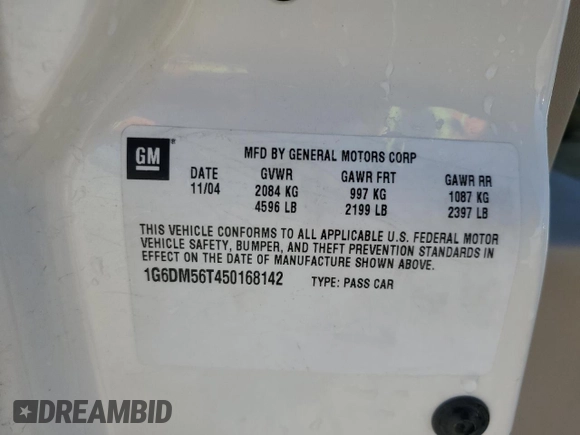 GM
MFD BY GENERAL MOTORS CORP
DATE GVWR GAWR FRT GAWR RR
11/04 2084 KG 997 KG 1087 KG
4596 LB 2199 LB 2397 LB
THIS VEHICLE CONFORMS TO ALL APPLICABLE U.S. FEDERAL MOTOR
VEHICLE SAFETY, BUMPER, AND THEFT PREVENTION STANDARDS IN
EFFECT ON THE DATE OF MANUFACTURE SHOWN ABOVE.
1G6DM56T450168142 TYPE: PASS CAR
DREAMBID